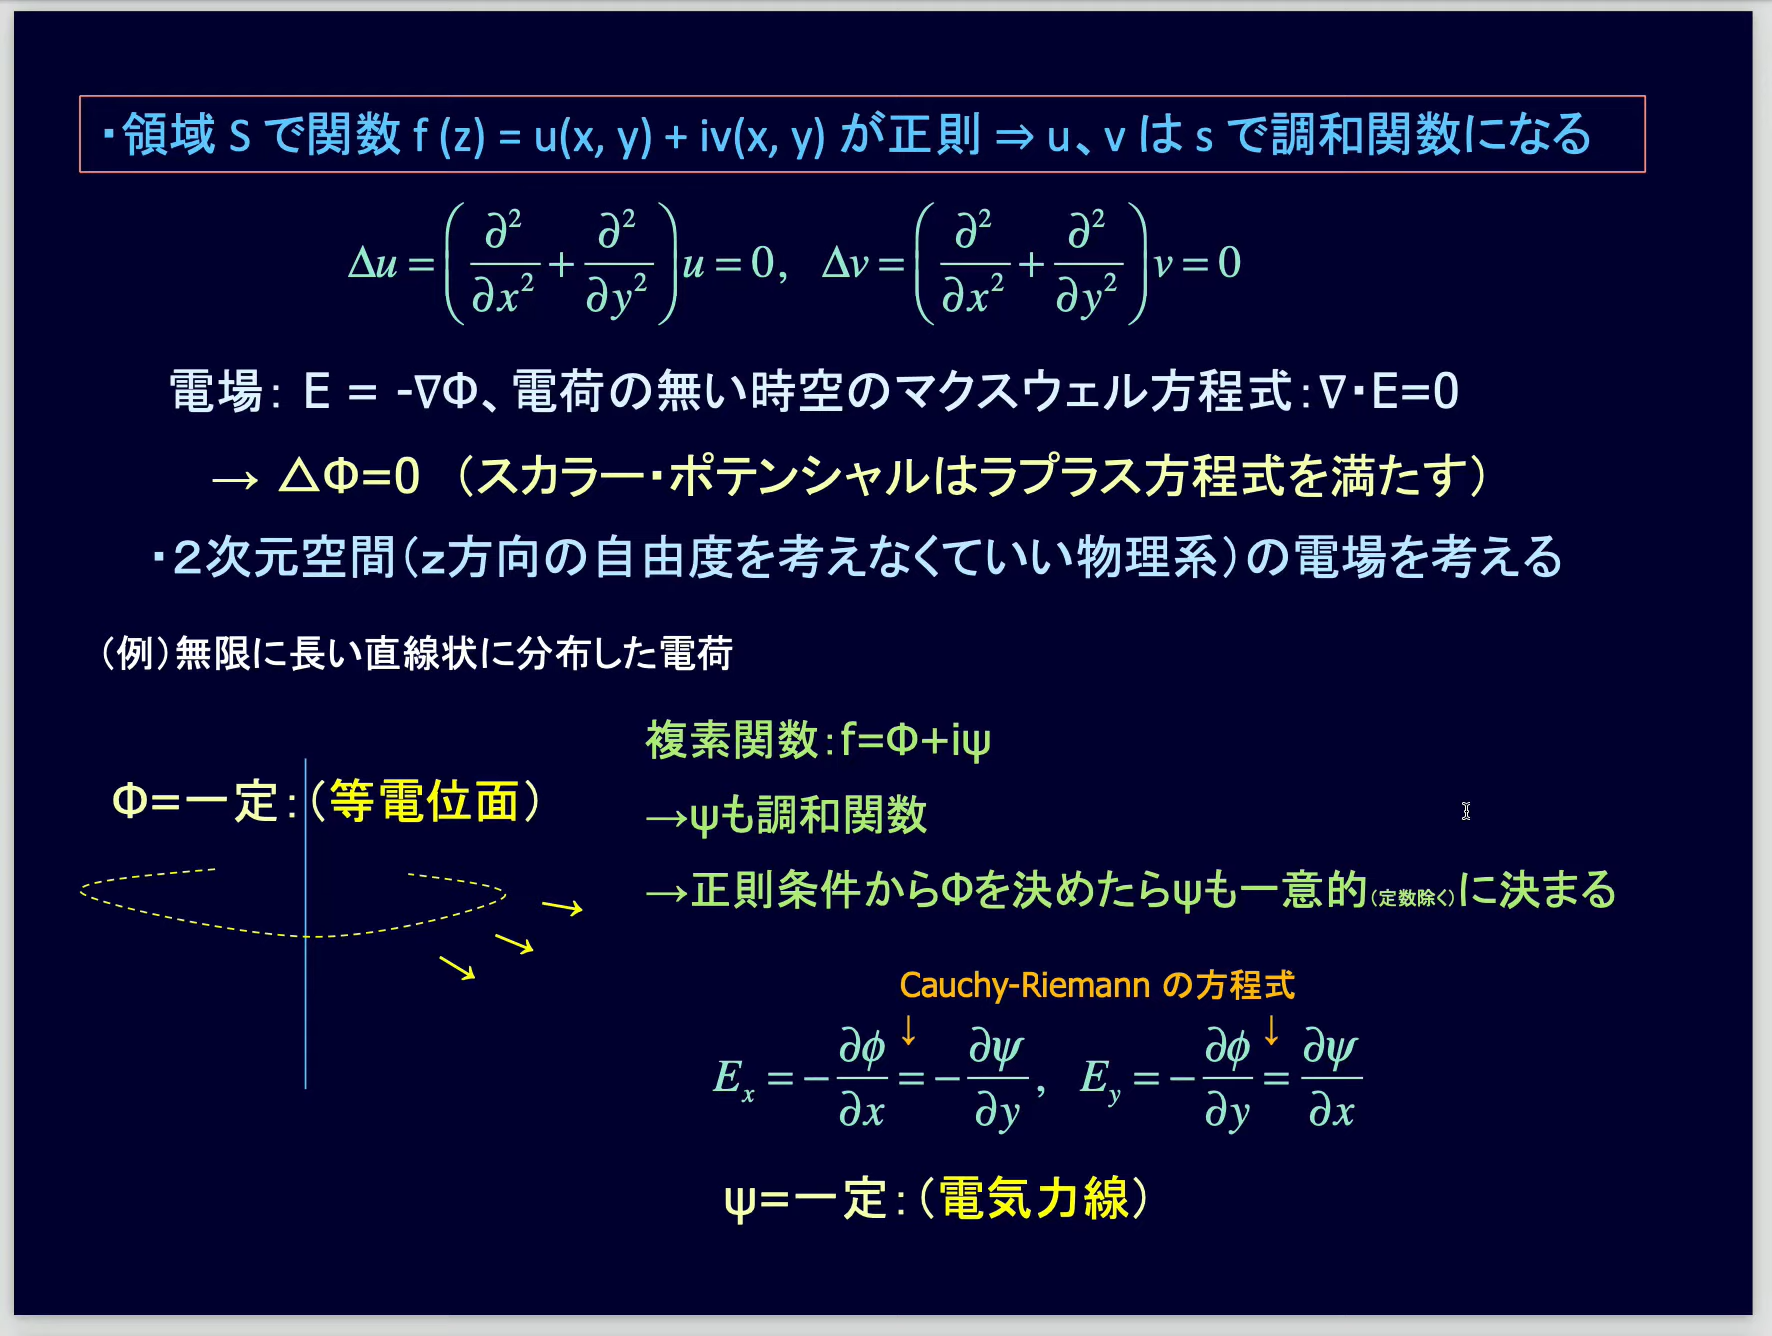 ・領域 S で関数 f (z) = u(x, y) + iv(x, y) が正則 ⇒ u、v は s で調和関数になる
Δu = (∂²/∂x² + ∂²/∂y²) u = 0, Δv = (∂²/∂x² + ∂²/∂y²) v = 0
電場： E = -∇Φ、電荷の無い時空のマクスウェル方程式：∇・E=0
→ △Φ=0 （スカラー・ポテンシャルはラプラス方程式を満たす）
・２次元空間（z方向の自由度を考えなくていい物理系）の電場を考える
（例）無限に長い直線状に分布した電荷
Φ=一定：（等電位面）
複素関数：f=Φ+iψ
→ψも調和関数
→正則条件からΦを決めたらψも一意的（定数除く）に決まる
Cauchy-Riemann の方程式
↓ ↓
E_x = −∂ϕ/∂x = −∂ψ/∂y, E_y = −∂ϕ/∂y = ∂ψ/∂x
ψ=一定：（電気力線）